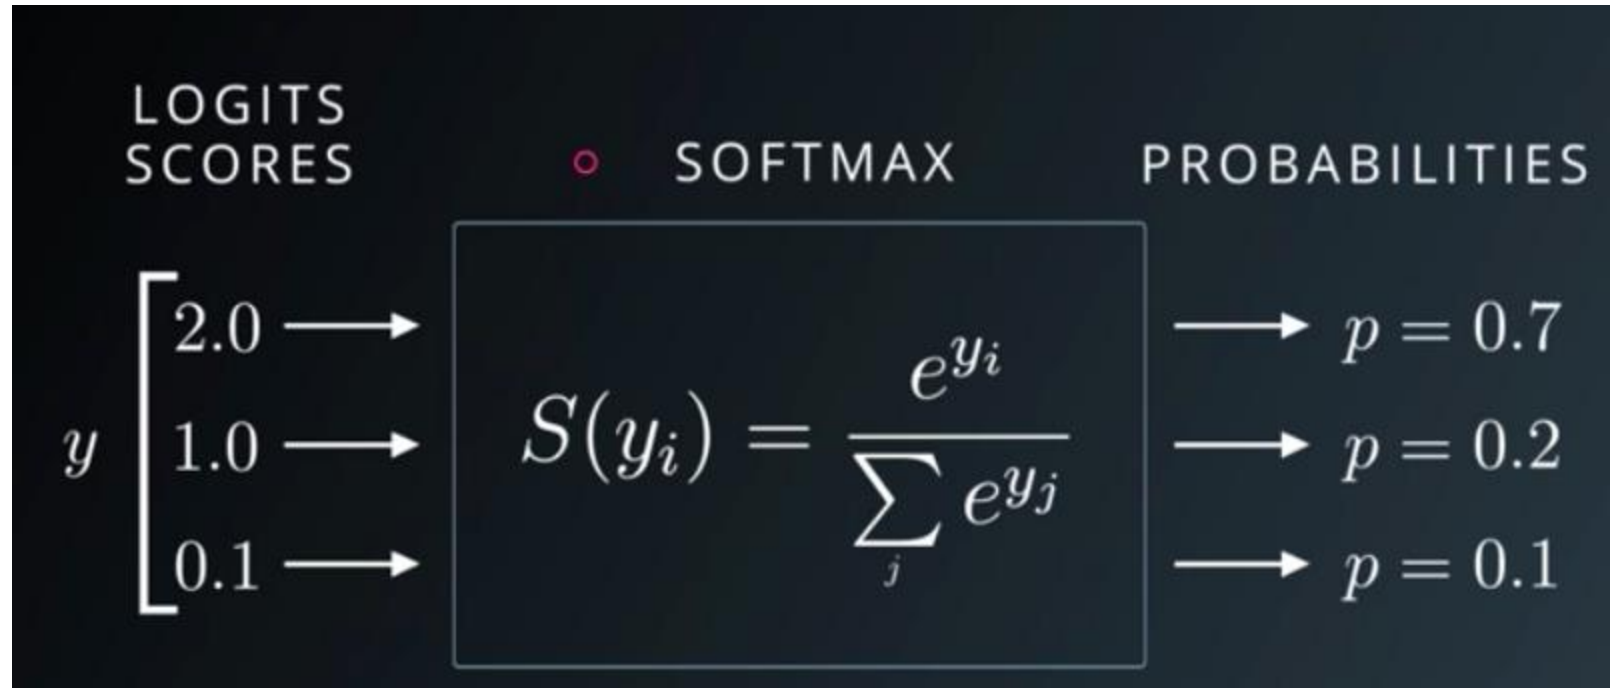 LOGITS
SCORES
SOFTMAX
PROBABILITIES
y
2.0
1.0
0.1
S(y_i) = e^{y_i} / ∑_j e^{y_j}
p = 0.7
p = 0.2
p = 0.1